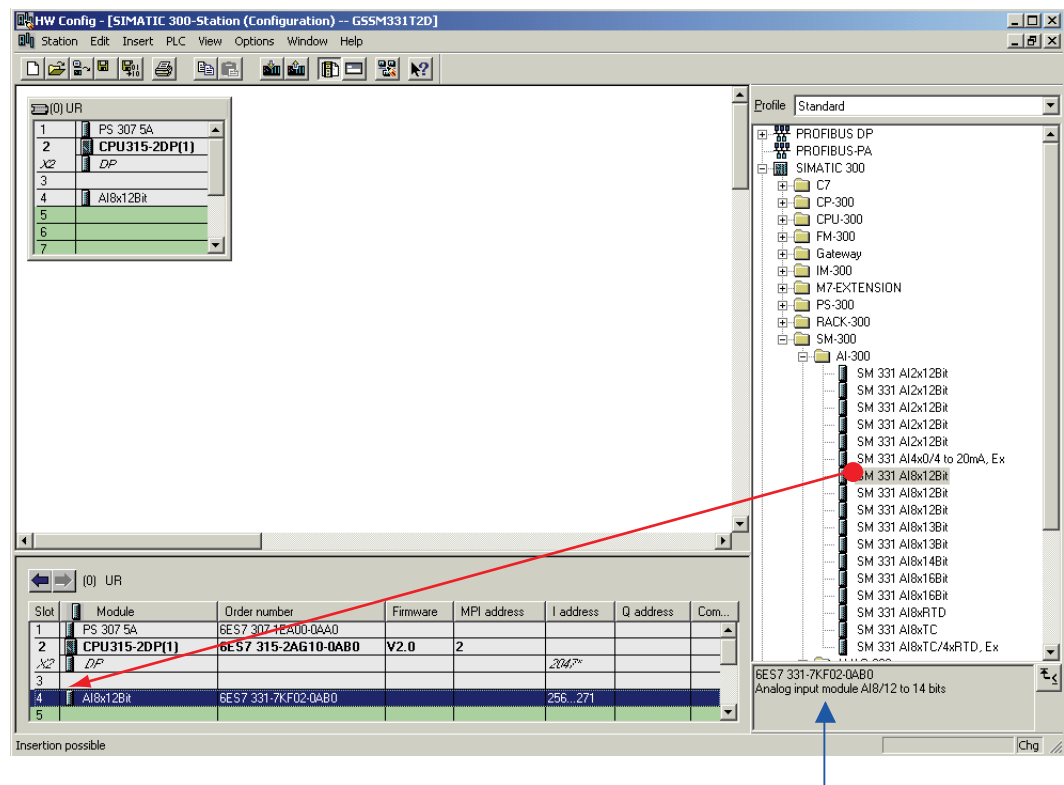 HW Config - [SIMATIC 300-Station (Configuration) -- GSSM331T2D]
Station Edit Insert PLC View Options Window Help
(0) UR
1 PS 307 5A
2 CPU315-2DP(1)
X2 DP
3
4 AI8x12Bit
5
6
7
Profile Standard
PROFIBUS DP
PROFIBUS-PA
SIMATIC 300
C7
CP-300
CPU-300
FM-300
Gateway
IM-300
M7-EXTENSION
PS-300
RACK-300
SM-300
AI-300
SM 331 AI2x12Bit
SM 331 AI2x12Bit
SM 331 AI2x12Bit
SM 331 AI2x12Bit
SM 331 AI2x12Bit
SM 331 AI4x0/4 to 20mA, Ex
SM 331 AI8x12Bit
SM 331 AI8x12Bit
SM 331 AI8x12Bit
SM 331 AI8x13Bit
SM 331 AI8x13Bit
SM 331 AI8x14Bit
SM 331 AI8x16Bit
SM 331 AI8x16Bit
SM 331 AI8xRTD
SM 331 AI8xTC
SM 331 AI8xTC/4xRTD, Ex
(0) UR
Slot Module Order number Firmware MPI address I address Q address Com...
1 PS 307 5A 6ES7 307-1EA00-0AA0
2 CPU315-2DP(1) 6ES7 315-2AG10-0AB0 V2.0 2
X2 DP 2047*
3
4 AI8x12Bit 6ES7 331-7KF02-0AB0 256...271
5
6ES7 331-7KF02-0AB0
Analog input module AI8/12 to 14 bits
Insertion possible
Chg